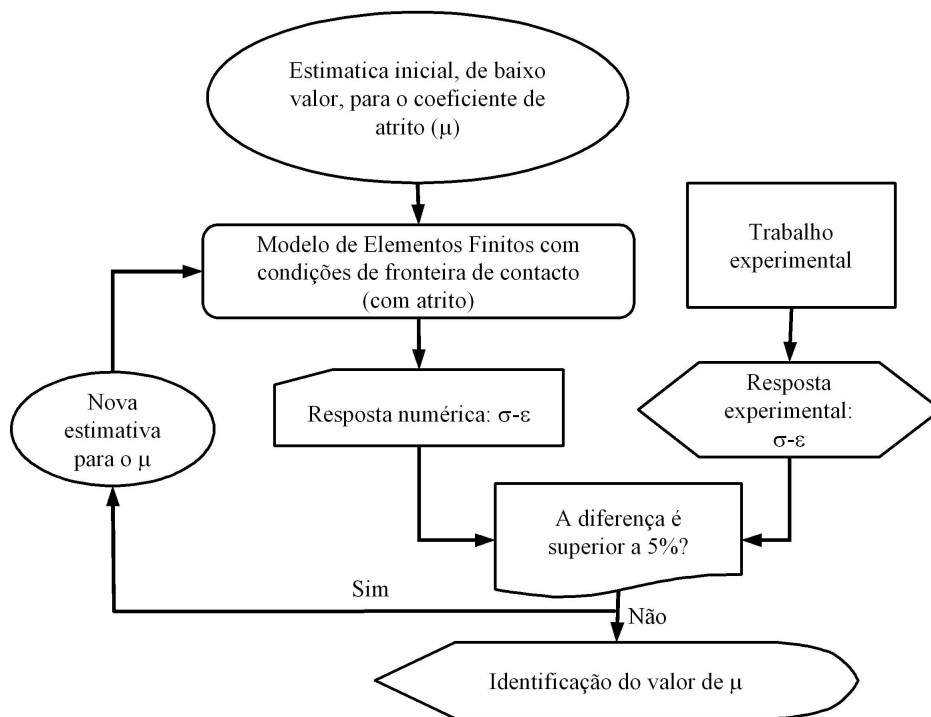 Estimatica inicial, de baixo
valor, para o coeficiente de
atrito (μ)
Modelo de Elementos Finitos com
condições de fronteira de contacto
(com atrito)
Trabalho
experimental
Nova
estimativa
para o μ
Resposta numérica: σ-ε
Resposta
experimental:
σ-ε
A diferença é
superior a 5%?
Sim
Não
Identificação do valor de μ